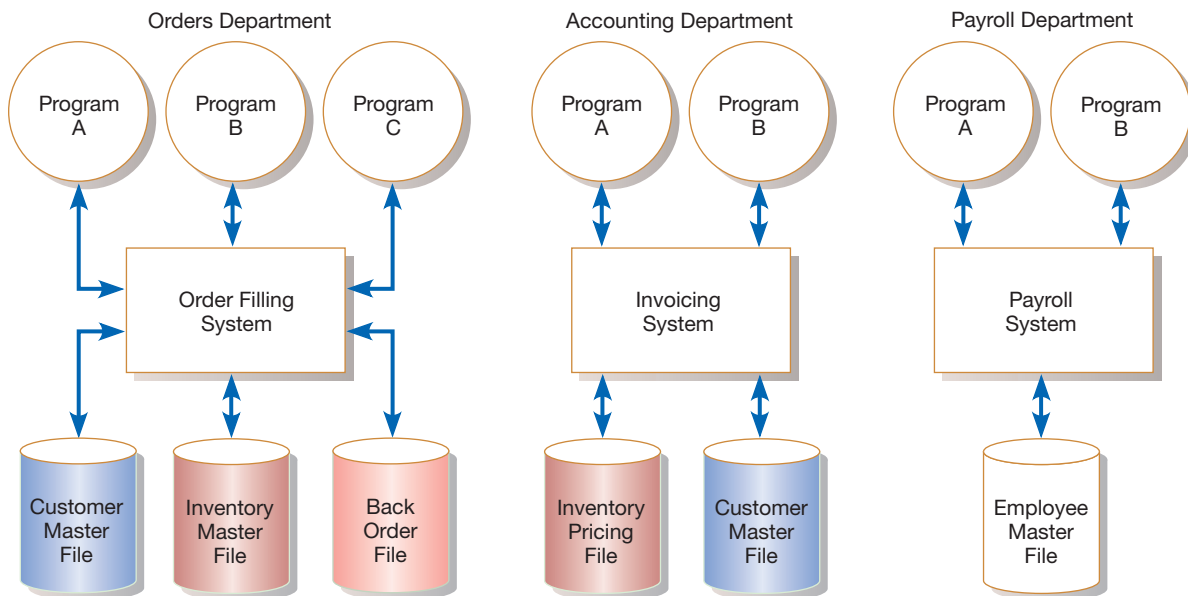 Orders Department
Accounting Department
Payroll Department
Program
A
Program
B
Program
C
Program
A
Program
B
Program
A
Program
B
Order Filling
System
Invoicing
System
Payroll
System
Customer
Master
File
Inventory
Master
File
Back
Order
File
Inventory
Pricing
File
Customer
Master
File
Employee
Master
File